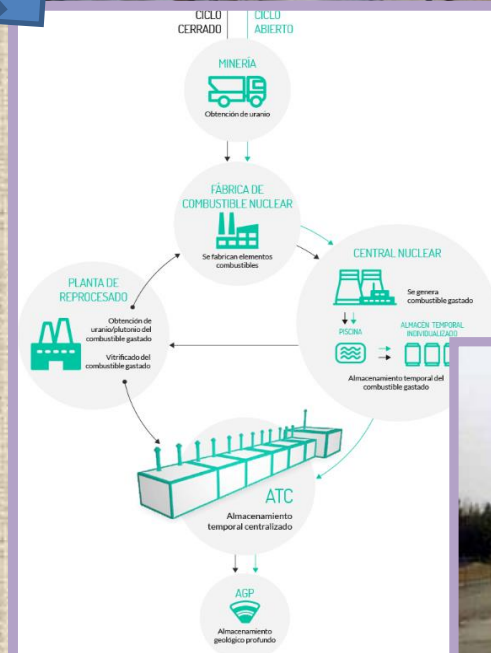 CICLO
CERRADO
CICLO
ABIERTO
MINERÍA
Obtención de uranio
FÁBRICA DE
COMBUSTIBLE NUCLEAR
Se fabrican elementos
combustibles
CENTRAL NUCLEAR
Se genera
combustible gastado
PISCINA
ALMACÉN TEMPORAL
INDIVIDUALIZADO
Almacenamiento temporal del
combustible gastado
PLANTA DE
REPROCESADO
Obtención de
uranio/plutonio del
combustible gastado
Vitrificado del
combustible gastado
ATC
Almacenamiento
temporal centralizado
AGP
Almacenamiento
geológico profundo